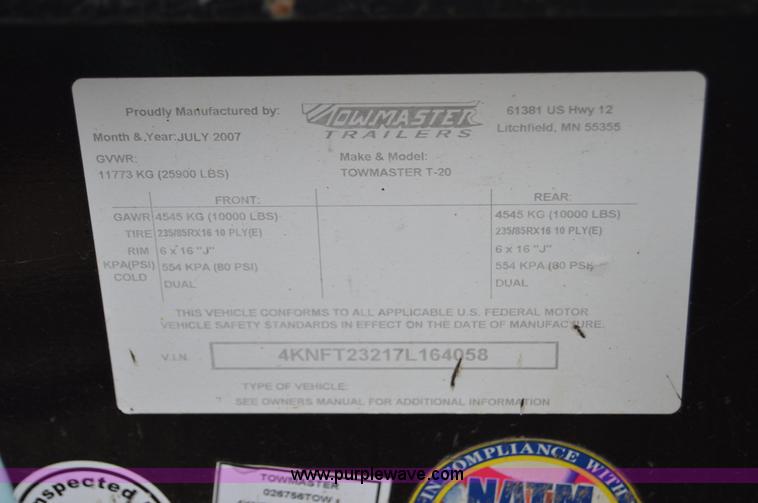 Proudly Manufactured by: TOWMASTER TRAILERS 61381 US Hwy 12
Litchfield, MN 55355
Month & Year: JULY 2007
GVWR: Make & Model:
11773 KG (25900 LBS) TOWMASTER T-20
FRONT: REAR:
GAWR 4545 KG (10000 LBS) 4545 KG (10000 LBS)
TIRE 235/85RX16 10 PLY(E) 235/85RX16 10 PLY(E)
RIM 6 x 16 "J" 6 x 16 "J"
KPA(PSI) 554 KPA (80 PSI) 554 KPA (80 PSI)
COLD DUAL DUAL
THIS VEHICLE CONFORMS TO ALL APPLICABLE U.S. FEDERAL MOTOR
VEHICLE SAFETY STANDARDS IN EFFECT ON THE DATE OF MANUFACTURE.
V.I.N. 4KNFT23217L164058
TYPE OF VEHICLE:
SEE OWNERS MANUAL FOR ADDITIONAL INFORMATION
Inspected
TOWMASTER
IN COMPLIANCE WITH
NATM
www.purplewave.com